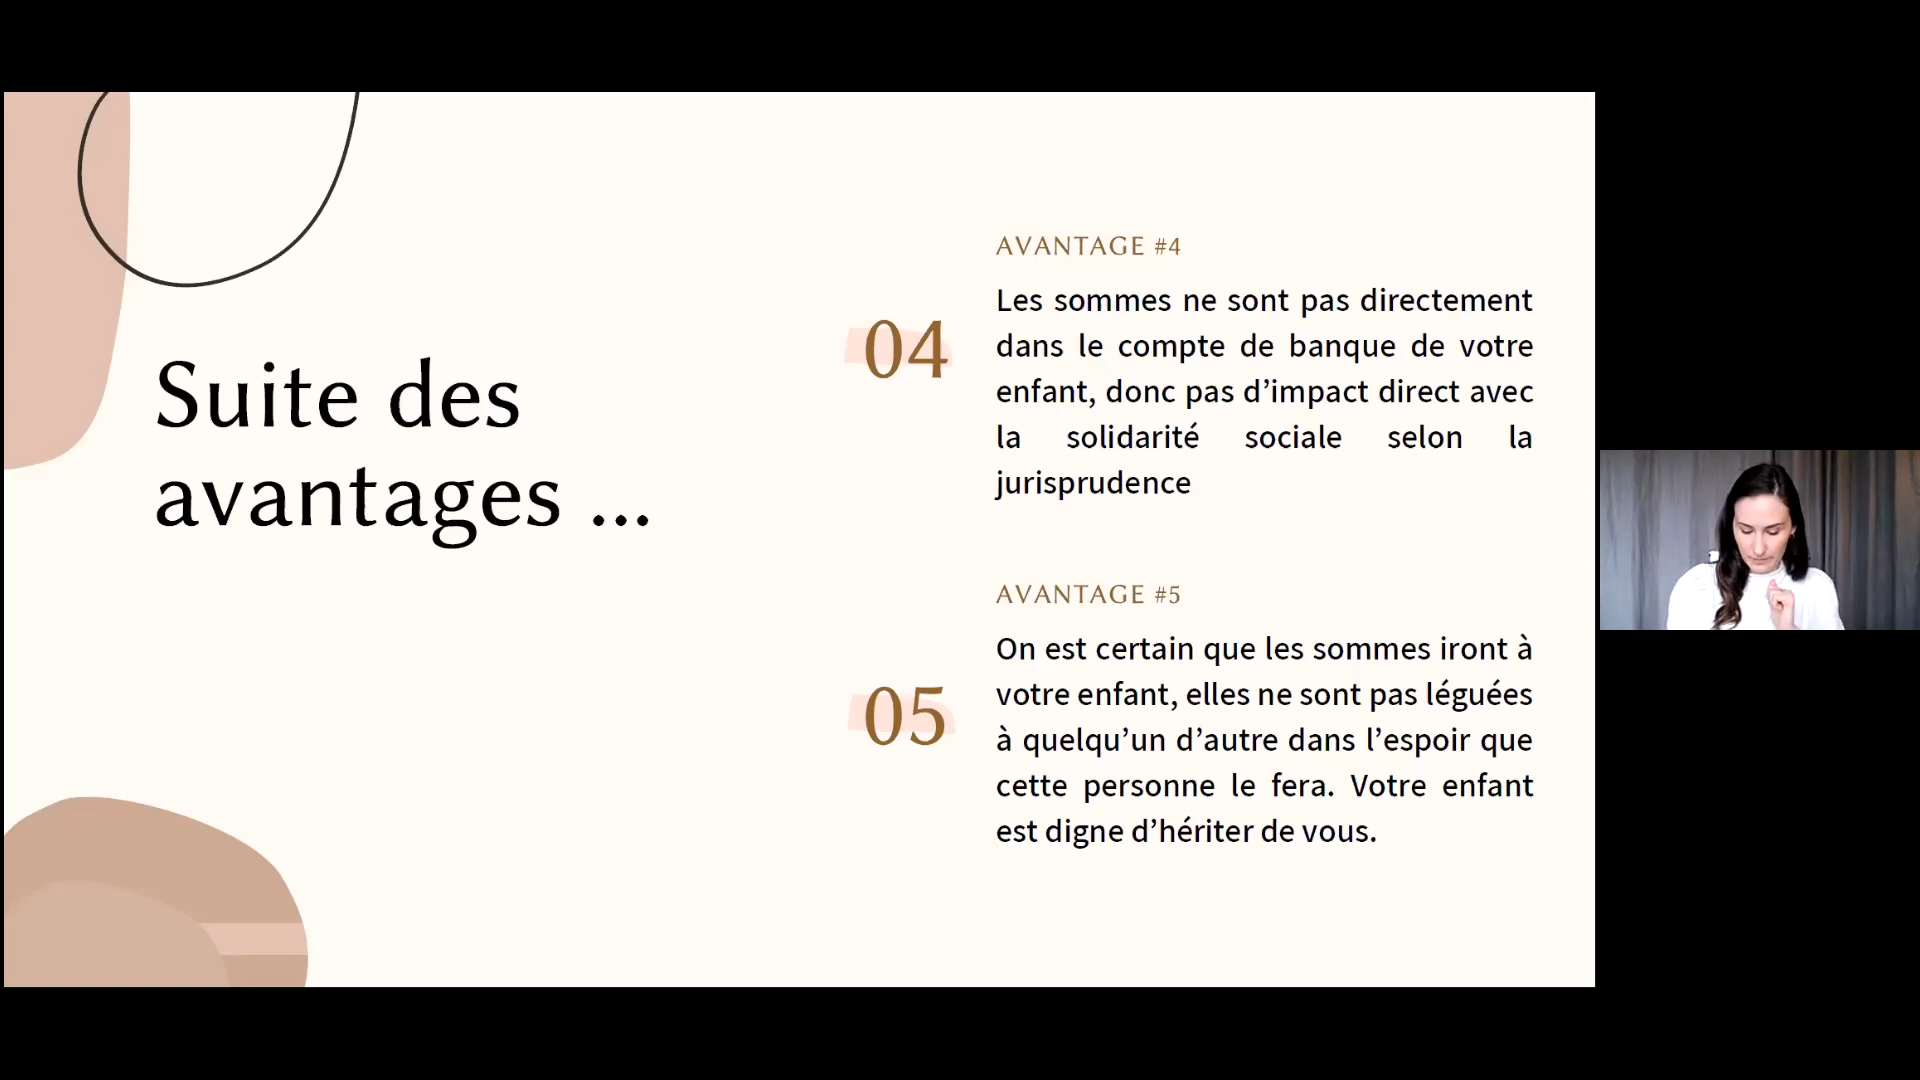 Suite des
avantages ...
AVANTAGE #4
04
Les sommes ne sont pas directement
dans le compte de banque de votre
enfant, donc pas d’impact direct avec
la solidarité sociale selon la
jurisprudence
AVANTAGE #5
05
On est certain que les sommes iront à
votre enfant, elles ne sont pas léguées
à quelqu’un d’autre dans l’espoir que
cette personne le fera. Votre enfant
est digne d’hériter de vous.